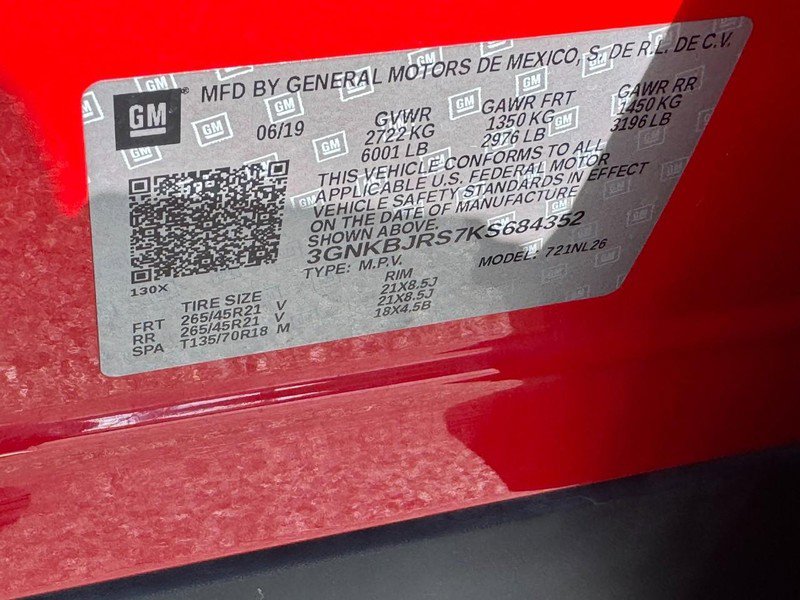 GM
® MFD BY GENERAL MOTORS DE MEXICO, S. DE R.L. DE C.V.
06/19
GVWR GAWR FRT GAWR RR
2722 KG 1350 KG 1450 KG
6001 LB 2976 LB 3196 LB
THIS VEHICLE CONFORMS TO ALL
APPLICABLE U.S. FEDERAL MOTOR
VEHICLE SAFETY STANDARDS IN EFFECT
ON THE DATE OF MANUFACTURE
SHOWN ABOVE.
3GNKBJRS7KS684352
TYPE: M.P.V. MODEL: 721NL26
130X
TIRE SIZE RIM
FRT 265/45R21 V 21X8.5J
RR 265/45R21 V 21X8.5J
SPA T135/70R18 M 18X4.5B